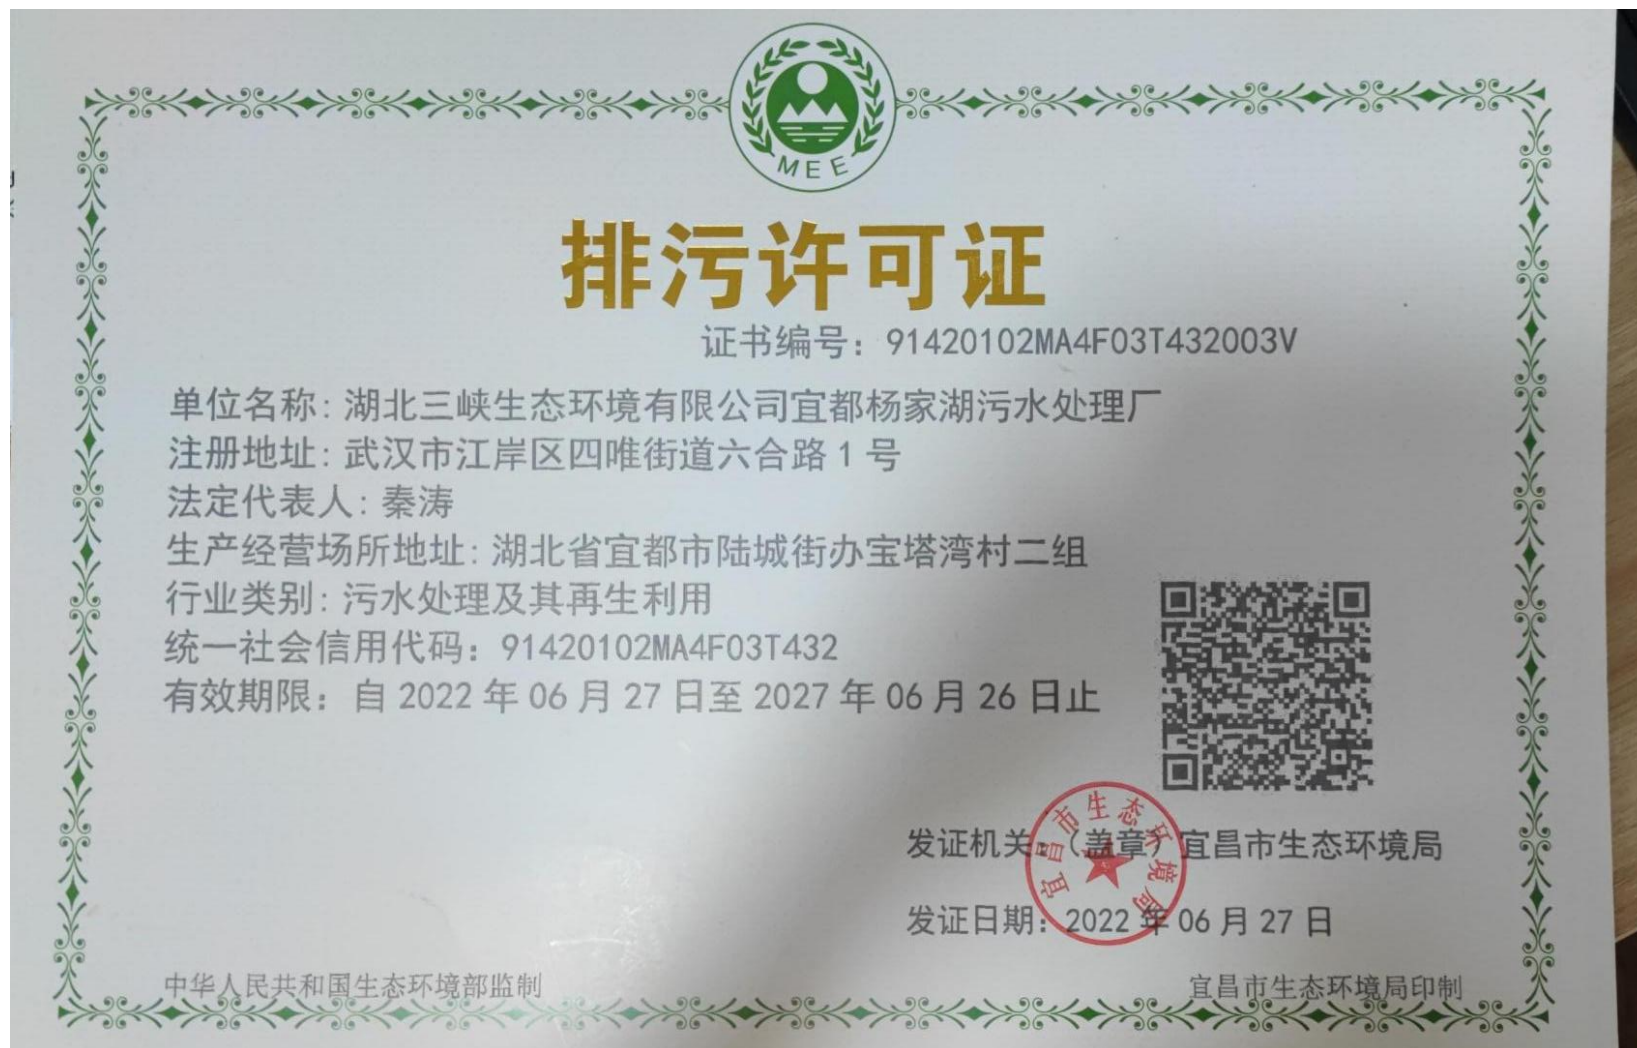 MEE
排污许可证
证书编号：91420102MA4F03T432003V
单位名称：湖北三峡生态环境有限公司宜都杨家湖污水处理厂
注册地址：武汉市江岸区四唯街道六合路1号
法定代表人：秦涛
生产经营场所地址：湖北省宜都市陆城街办宝塔湾村二组
行业类别：污水处理及其再生利用
统一社会信用代码：91420102MA4F03T432
有效期限：自2022年06月27日至2027年06月26日止
宜昌市生态环境局
发证机关：（盖章）宜昌市生态环境局
发证日期：2022年06月27日
中华人民共和国生态环境部监制
宜昌市生态环境局印制